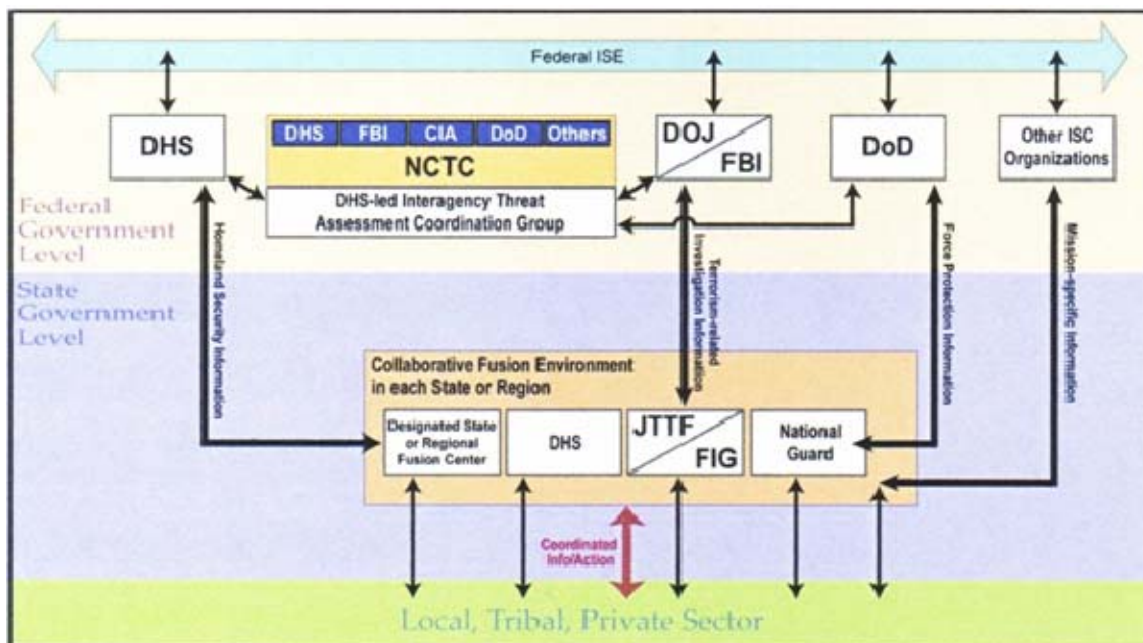 Federal ISE
DHS
DHS FBI CIA DoD Others
NCTC
DHS-led Interagency Threat
Assessment Coordination Group
DOJ
FBI
DoD
Other ISC
Organizations
Federal
Government
Level
State
Government
Level
Homeland Security Information
Terrorism-related
Investigation Information
Force Protection Information
Mission-specific Information
Collaborative Fusion Environment
in each State or Region
Designated State
or Regional
Fusion Center
DHS
JTTF
FIG
National
Guard
Coordinated
Info/Action
Local, Tribal, Private Sector